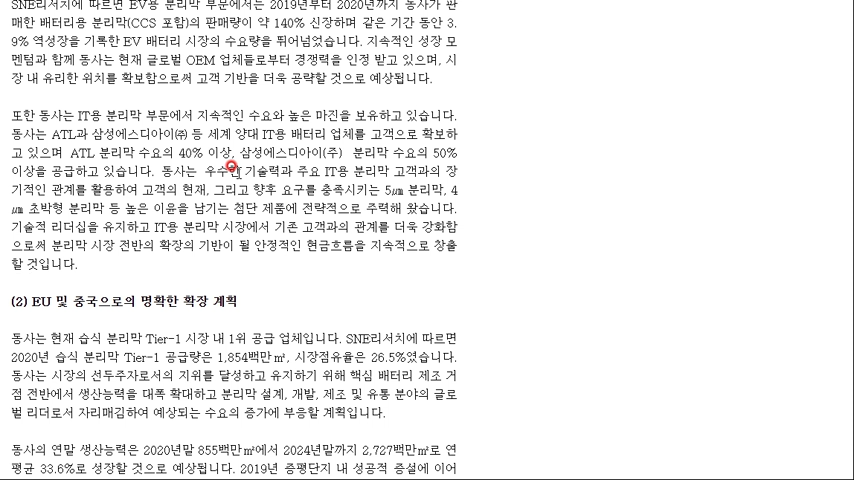 SNE리서치에 따르면 EV용 분리막 부문에서는 2019년부터 2020년까지 동사가 판
매한 배터리용 분리막(CCS 포함)의 판매량이 약 140% 신장하며 같은 기간 동안 3.
9% 역성장을 기록한 EV 배터리 시장의 수요량을 뛰어넘었습니다. 지속적인 성장 모
멘텀과 함께 동사는 현재 글로벌 OEM 업체들로부터 경쟁력을 인정 받고 있으며, 시
장 내 유리한 위치를 확보함으로써 고객 기반을 더욱 공략할 것으로 예상됩니다.
또한 동사는 IT용 분리막 부문에서 지속적인 수요와 높은 마진을 보유하고 있습니다.
동사는 ATL과 삼성에스디아이㈜ 등 세계 양대 IT용 배터리 업체를 고객으로 확보하
고 있으며 ATL 분리막 수요의 40% 이상, 삼성에스디아이(주) 분리막 수요의 50%
이상을 공급하고 있습니다. 동사는 우수한 기술력과 주요 IT용 분리막 고객과의 장
기적인 관계를 활용하여 고객의 현재, 그리고 향후 요구를 충족시키는 5㎛ 분리막, 4
㎛ 초박형 분리막 등 높은 이윤을 남기는 첨단 제품에 전략적으로 주력해 왔습니다.
기술적 리더십을 유지하고 IT용 분리막 시장에서 기존 고객과의 관계를 더욱 강화함
으로써 분리막 시장 전반의 확장의 기반이 될 안정적인 현금흐름을 지속적으로 창출
할 것입니다.
(2) EU 및 중국으로의 명확한 확장 계획
동사는 현재 습식 분리막 Tier-1 시장 내 1위 공급 업체입니다. SNE리서치에 따르면
2020년 습식 분리막 Tier-1 공급량은 1,854백만㎡, 시장점유율은 26.5%였습니다.
동사는 시장의 선두주자로서의 지위를 달성하고 유지하기 위해 핵심 배터리 제조 거
점 전반에서 생산능력을 대폭 확대하고 분리막 설계, 개발, 제조 및 유통 분야의 글로
벌 리더로서 자리매김하여 예상되는 수요의 증가에 부응할 계획입니다.
동사의 연말 생산능력은 2020년말 855백만㎡에서 2024년말까지 2,727백만㎡로 연
평균 33.6%로 성장할 것으로 예상됩니다. 2019년 증평단지 내 성공적 증설에 이어